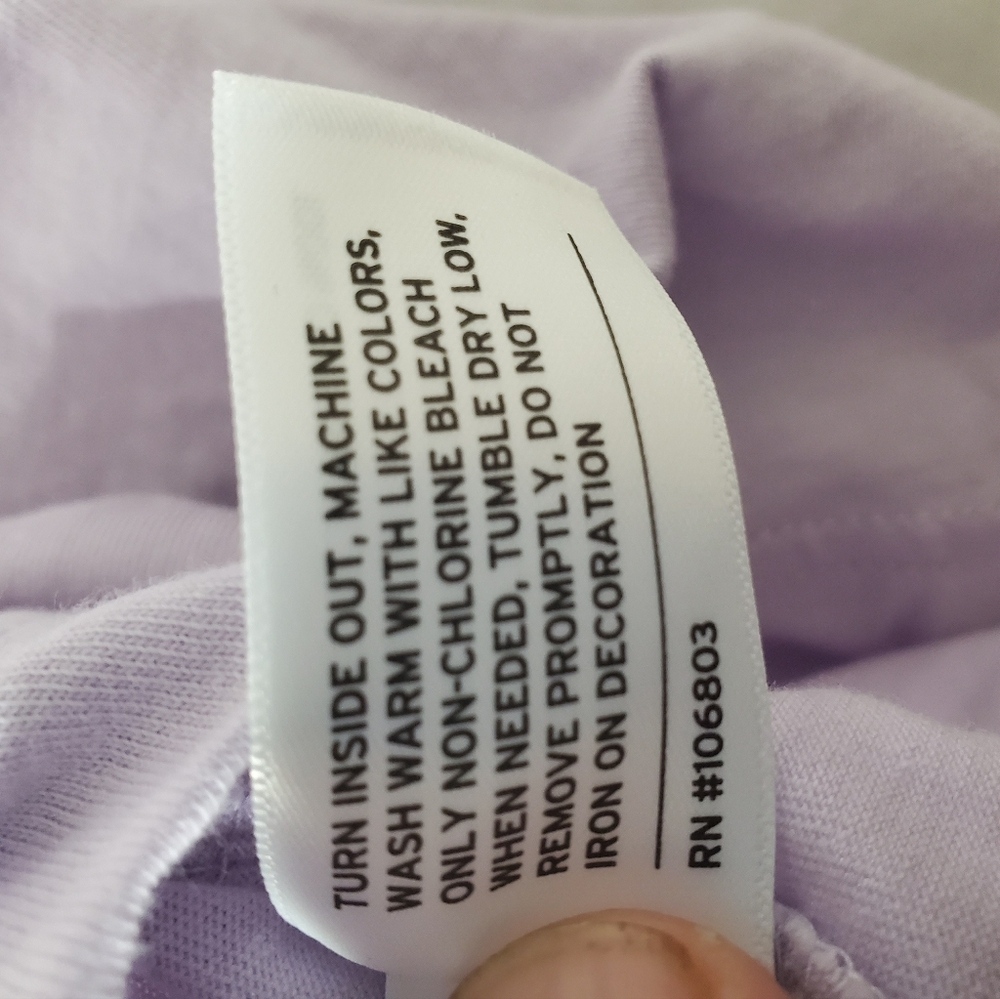 TURN INSIDE OUT, MACHINE
WASH WARM WITH LIKE COLORS,
ONLY NON-CHLORINE BLEACH
WHEN NEEDED, TUMBLE DRY LOW,
REMOVE PROMPTLY, DO NOT
IRON ON DECORATION
RN #106803